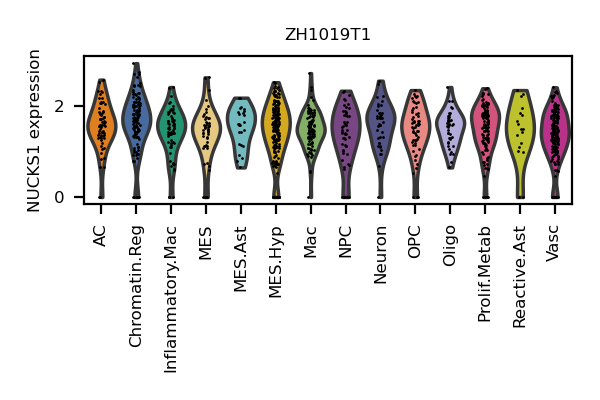 ZH1019T1
NUCKS1 expression
2
0
AC
Chromatin.Reg
Inflammatory.Mac
MES
MES.Ast
MES.Hyp
Mac
NPC
Neuron
OPC
Oligo
Prolif.Metab
Reactive.Ast
Vasc